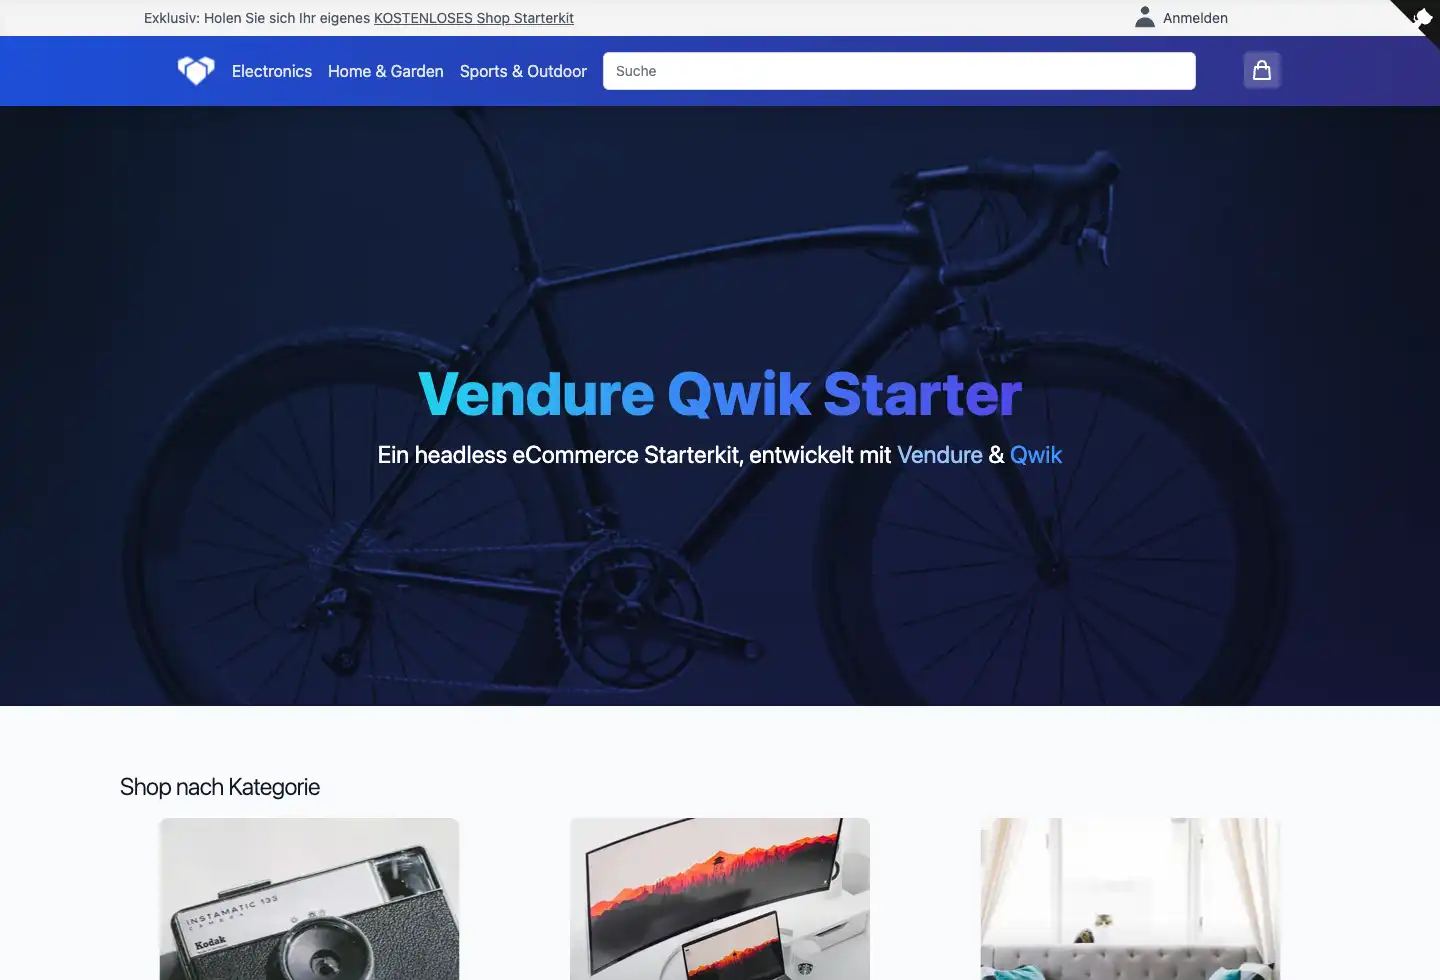 Exklusiv: Holen Sie sich Ihr eigenes KOSTENLOSES Shop Starterkit
Anmelden
Electronics Home & Garden Sports & Outdoor Suche
Vendure Qwik Starter
Ein headless eCommerce Starterkit, entwickelt mit Vendure & Qwik
Shop nach Kategorie
INSTAMATIC 133
CAMERA
Kodak